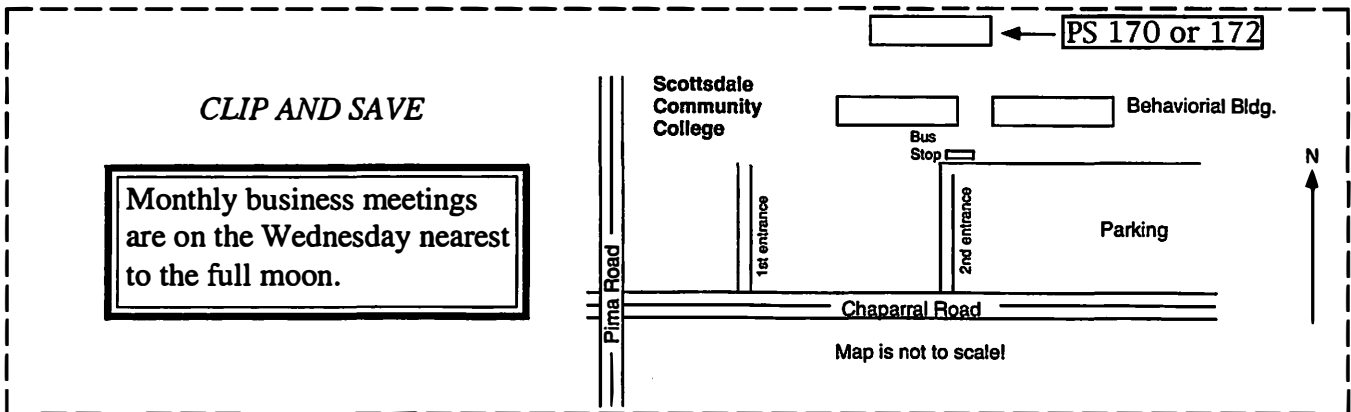 PS 170 or 172
CLIP AND SAVE
Monthly business meetings
are on the Wednesday nearest
to the full moon.
Scottsdale
Community
College
Behaviorial Bldg.
Bus
Stop
N
1st entrance
2nd entrance
Parking
Pima Road
Chaparral Road
Map is not to scale!